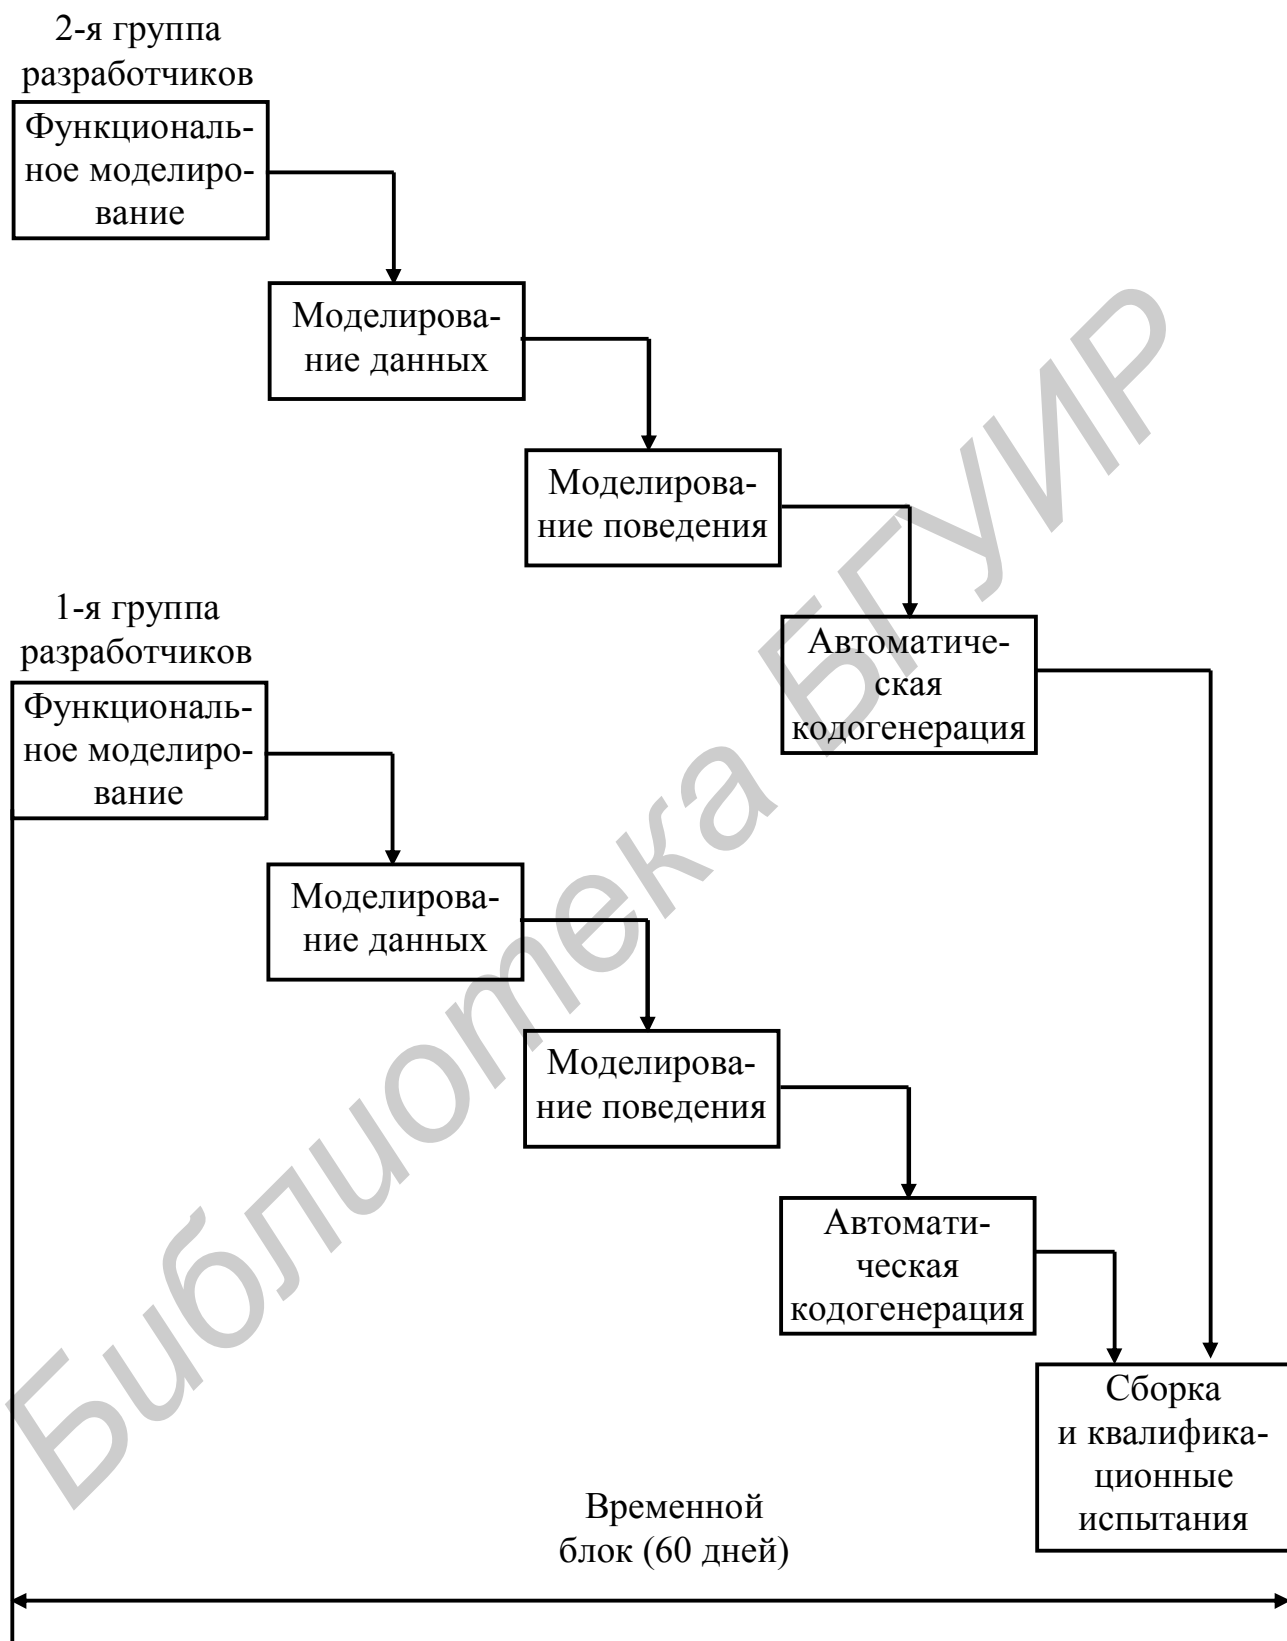 2-я группа
разработчиков
Функциональ-
ное моделиро-
вание
Моделирова-
ние данных
Моделирова-
ние поведения
Автоматиче-
ская
кодогенерация
1-я группа
разработчиков
Функциональ-
ное моделиро-
вание
Моделирова-
ние данных
Моделирова-
ние поведения
Автомати-
ческая
кодогенерация
Сборка
и квалифика-
ционные
испытания
Временной
блок (60 дней)
Библиотека БГУИР